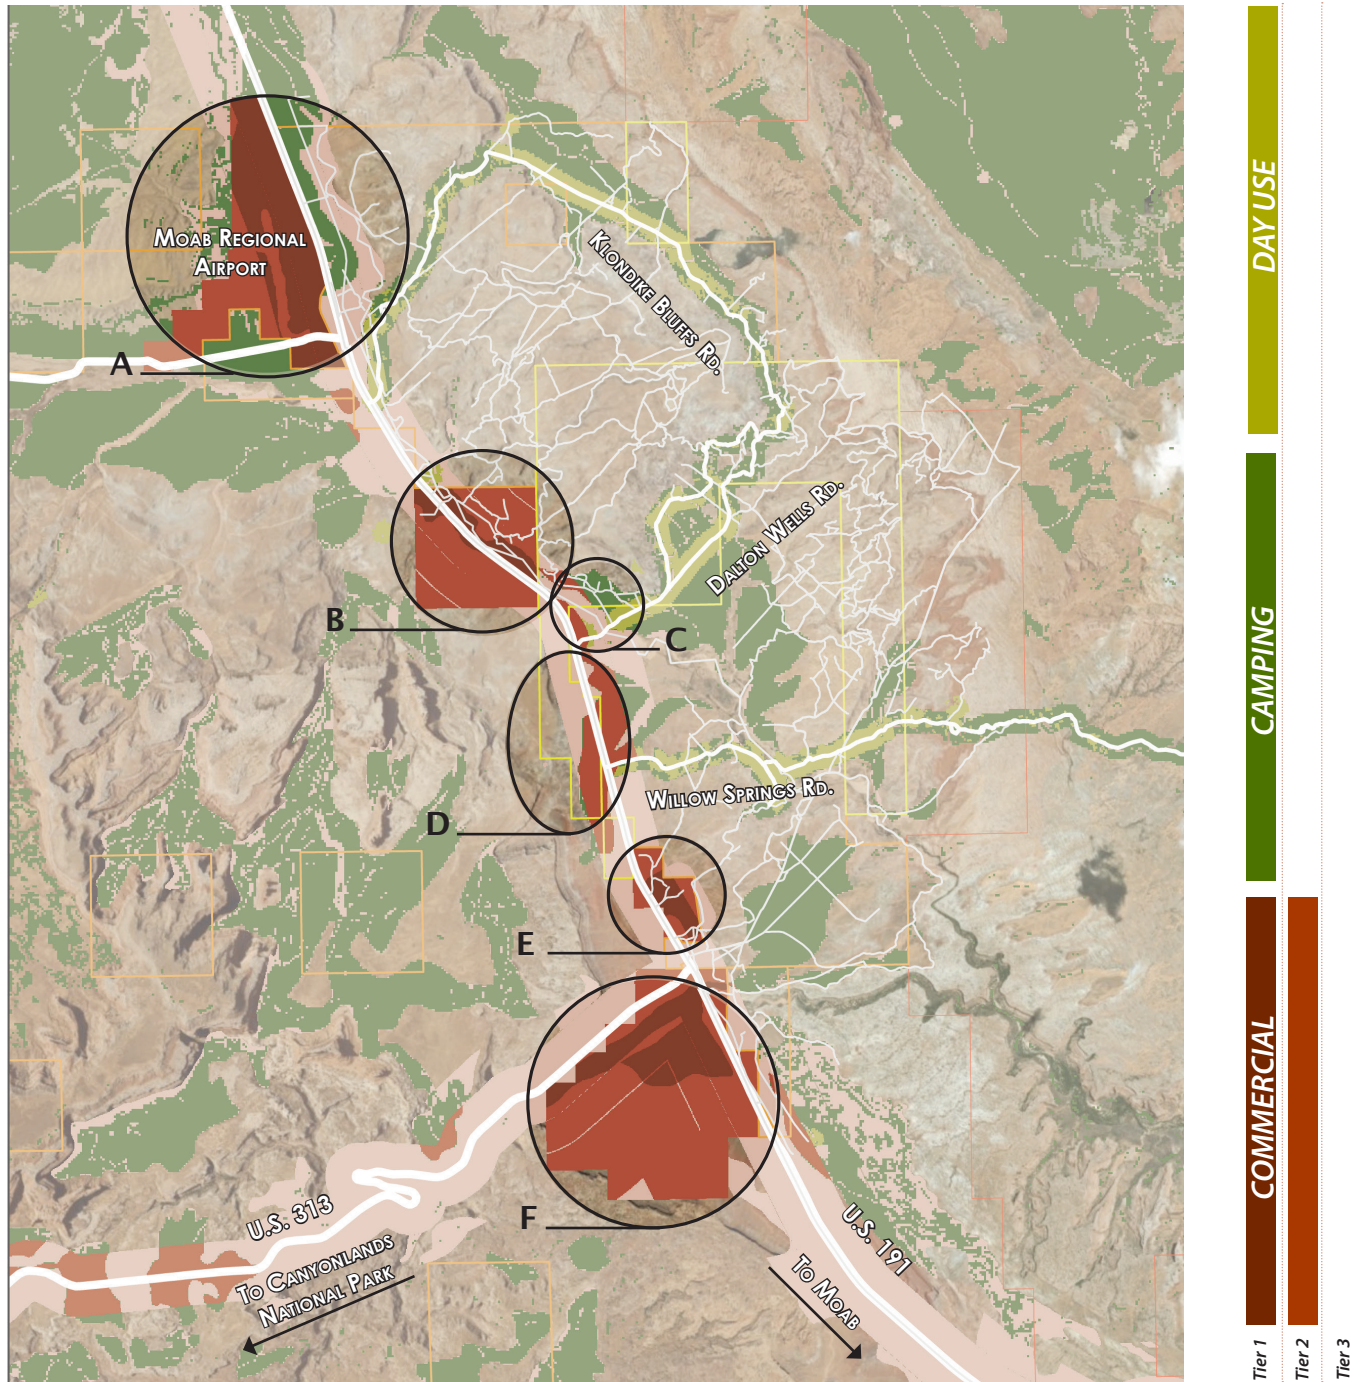 Moab Regional
Airport
A
Klondike Bluffs Rd.
Dalton Wells Rd.
B
C
D
Willow Springs Rd.
E
F
U.S. 313
To Canyonlands
National Park
U.S. 191
To Moab
DAY USE
CAMPING
COMMERCIAL
Tier 1
Tier 2
Tier 3